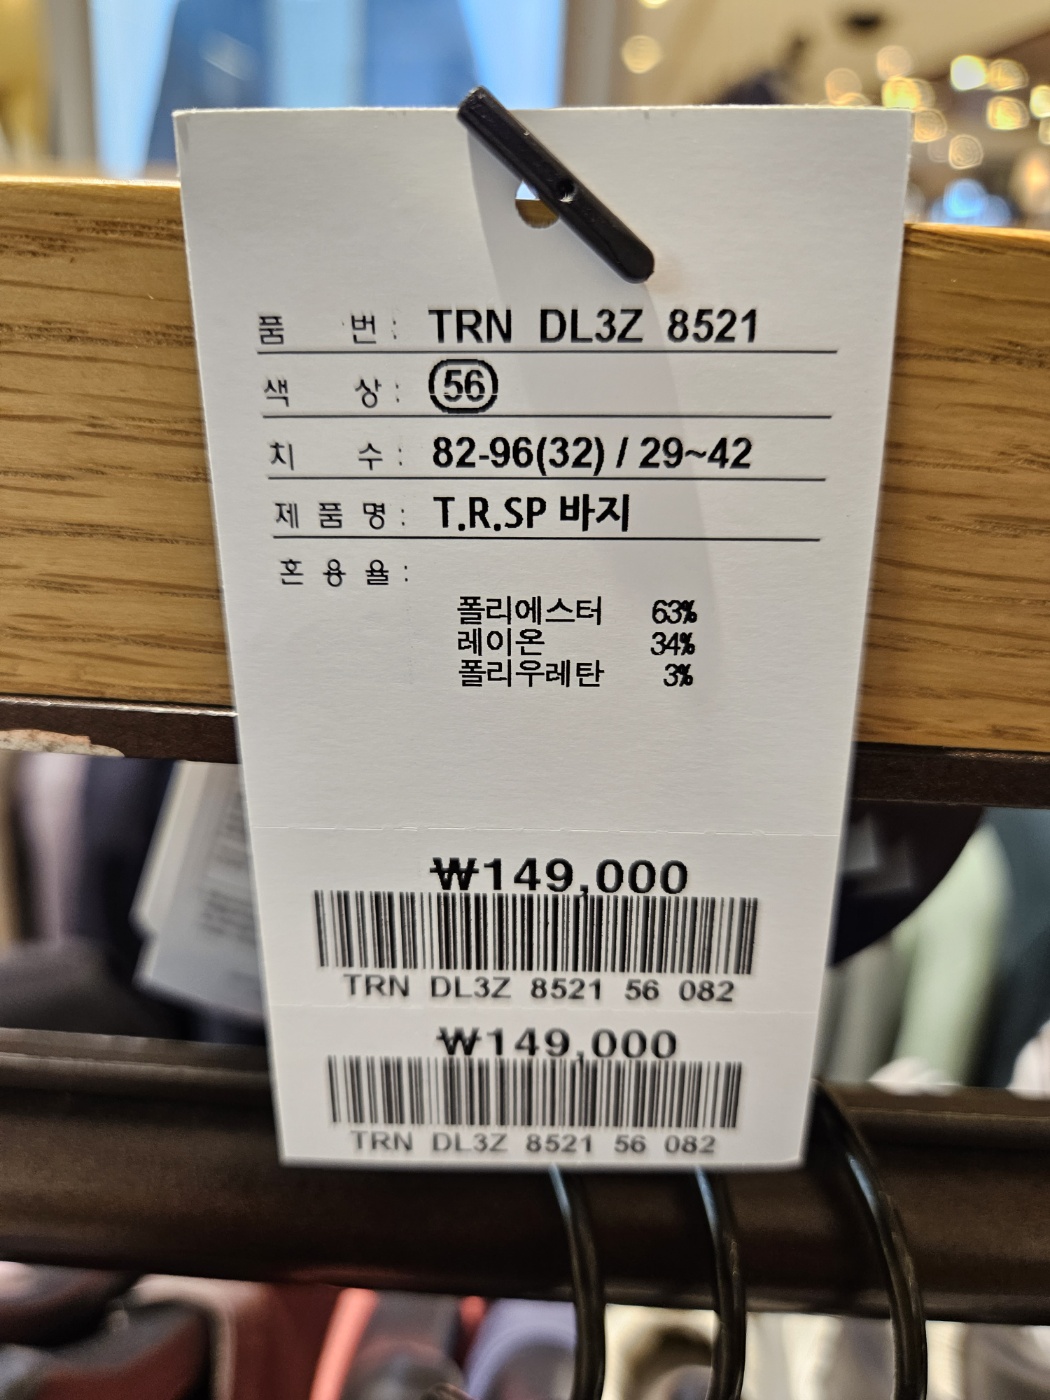 품 번 : TRN DL3Z 8521
색 상 : 56
치 수 : 82-96(32) / 29~42
제 품 명 : T.R.SP 바지
혼 용 율 :
폴리에스터 63%
레이온 34%
폴리우레탄 3%
₩149,000
TRN DL3Z 8521 56 082
₩149,000
TRN DL3Z 8521 56 082